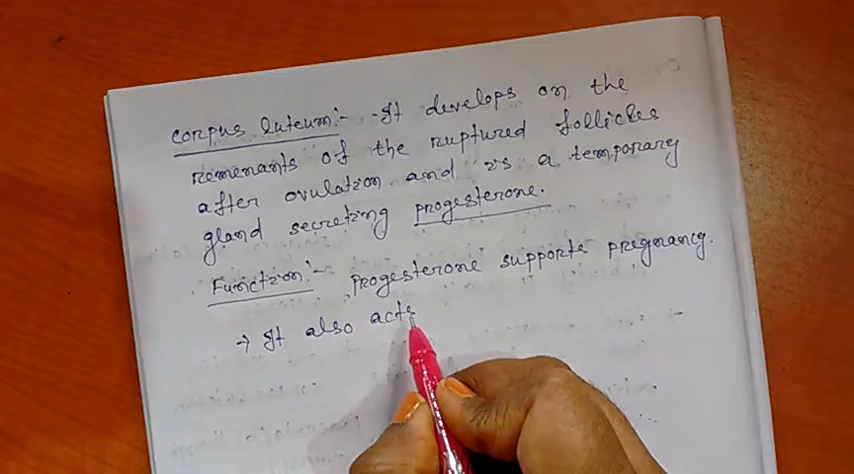 Corpus luteum:- It develops on the
remenants of the ruptured follicles
after ovulation and is a temporary
gland secreting progesterone.
Function:- Progesterone supports pregnancy.
→ It also acts